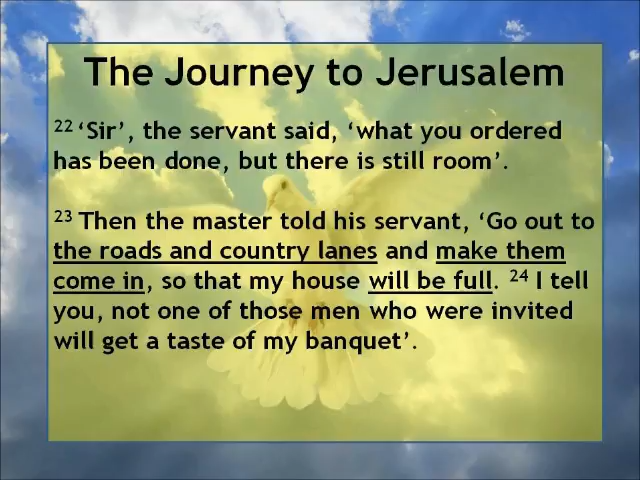 The Journey to Jerusalem
22 ‘Sir’, the servant said, ‘what you ordered
has been done, but there is still room’.
23 Then the master told his servant, ‘Go out to
the roads and country lanes and make them
come in, so that my house will be full. 24 I tell
you, not one of those men who were invited
will get a taste of my banquet’.